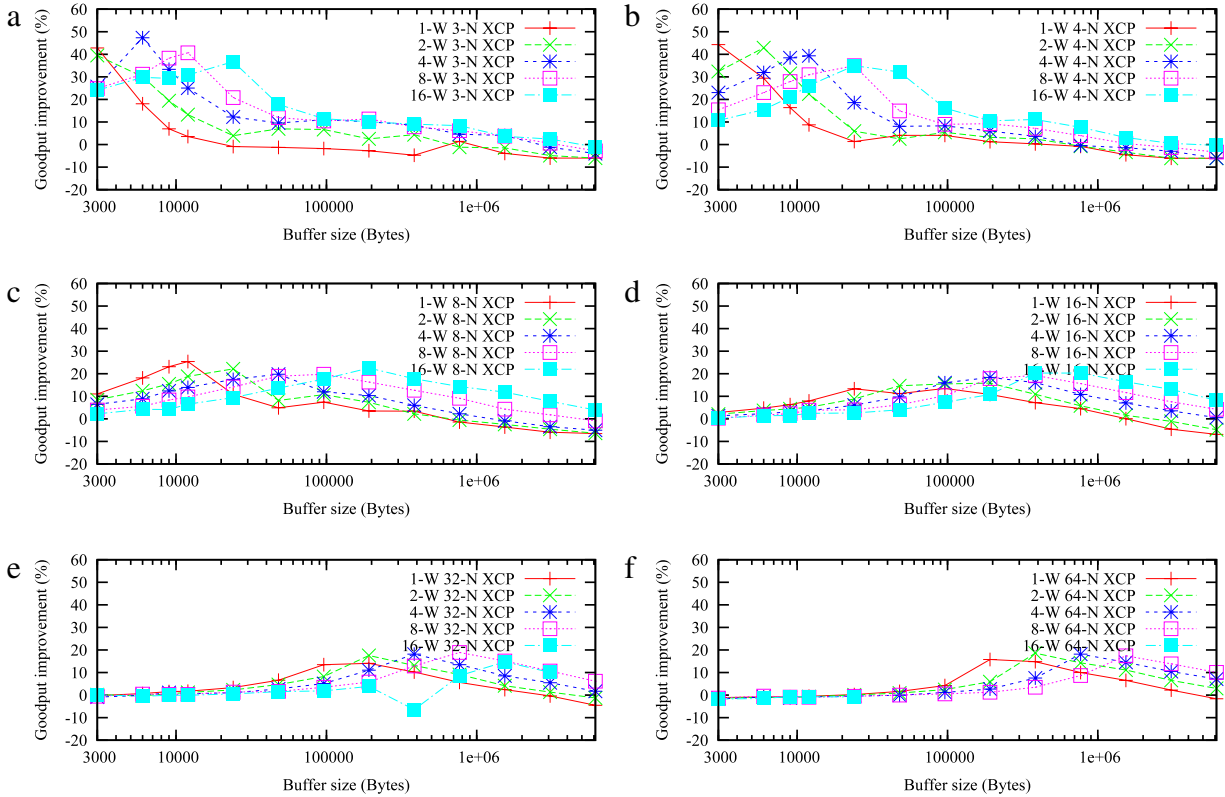 a
60
50
40
30
20
10
0
-10
-20
Goodput improvement (%)
3000
10000
100000
1e+06
Buffer size (Bytes)
1-W 3-N XCP
2-W 3-N XCP
4-W 3-N XCP
8-W 3-N XCP
16-W 3-N XCP
b
60
50
40
30
20
10
0
-10
-20
Goodput improvement (%)
3000
10000
100000
1e+06
Buffer size (Bytes)
1-W 4-N XCP
2-W 4-N XCP
4-W 4-N XCP
8-W 4-N XCP
16-W 4-N XCP
c
60
50
40
30
20
10
0
-10
-20
Goodput improvement (%)
3000
10000
100000
1e+06
Buffer size (Bytes)
1-W 8-N XCP
2-W 8-N XCP
4-W 8-N XCP
8-W 8-N XCP
16-W 8-N XCP
d
60
50
40
30
20
10
0
-10
-20
Goodput improvement (%)
3000
10000
100000
1e+06
Buffer size (Bytes)
1-W 16-N XCP
2-W 16-N XCP
4-W 16-N XCP
8-W 16-N XCP
16-W 16-N XCP
e
60
50
40
30
20
10
0
-10
-20
Goodput improvement (%)
3000
10000
100000
1e+06
Buffer size (Bytes)
1-W 32-N XCP
2-W 32-N XCP
4-W 32-N XCP
8-W 32-N XCP
16-W 32-N XCP
f
60
50
40
30
20
10
0
-10
-20
Goodput improvement (%)
3000
10000
100000
1e+06
Buffer size (Bytes)
1-W 64-N XCP
2-W 64-N XCP
4-W 64-N XCP
8-W 64-N XCP
16-W 64-N XCP